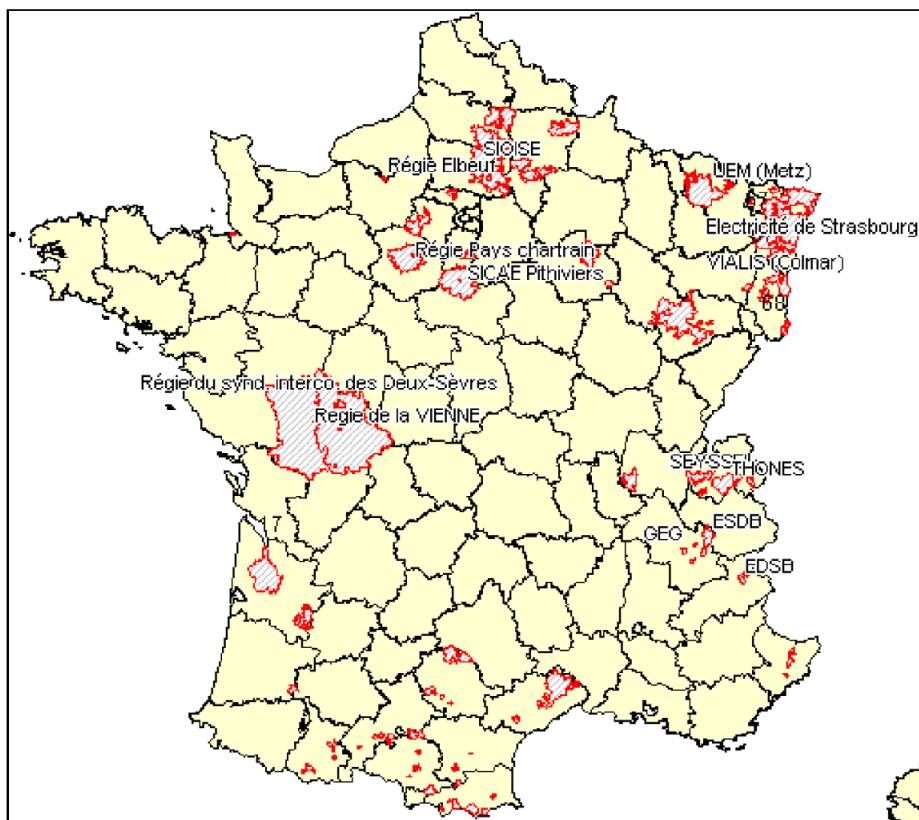 SIOISE
Régie Elbeuf
UEM (Metz)
Electricité de Strasbourg
Régie Pays chartrain
VIALIS (Colmar)
SICAE Pithiviers
68
Régie du synd. interco. des Deux-Sèvres
Régie de la VIENNE
SEYSSEL
THONES
ESDB
GEG
EDSB